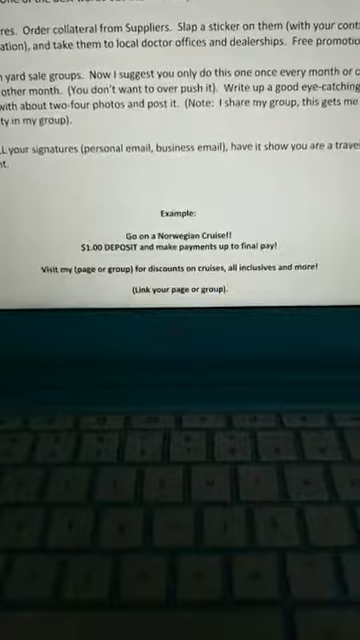 res. Order collateral from Suppliers. Slap a sticker on them (with your cont
ation), and take them to local doctor offices and dealerships. Free promotio
yard sale groups. Now I suggest you only do this one once every month or
other month. (You don't want to over push it). Write up a good eye-catching
with about two-four photos and post it. (Note: I share my group, this gets me
ty in my group).
your signatures (personal email, business email), have it show you are a trave
nt.
Example:
Go on a Norwegian Cruise!!
$1.00 DEPOSIT and make payments up to final pay!
Visit my (page or group) for discounts on cruises, all inclusives and more!
(Link your page or group).